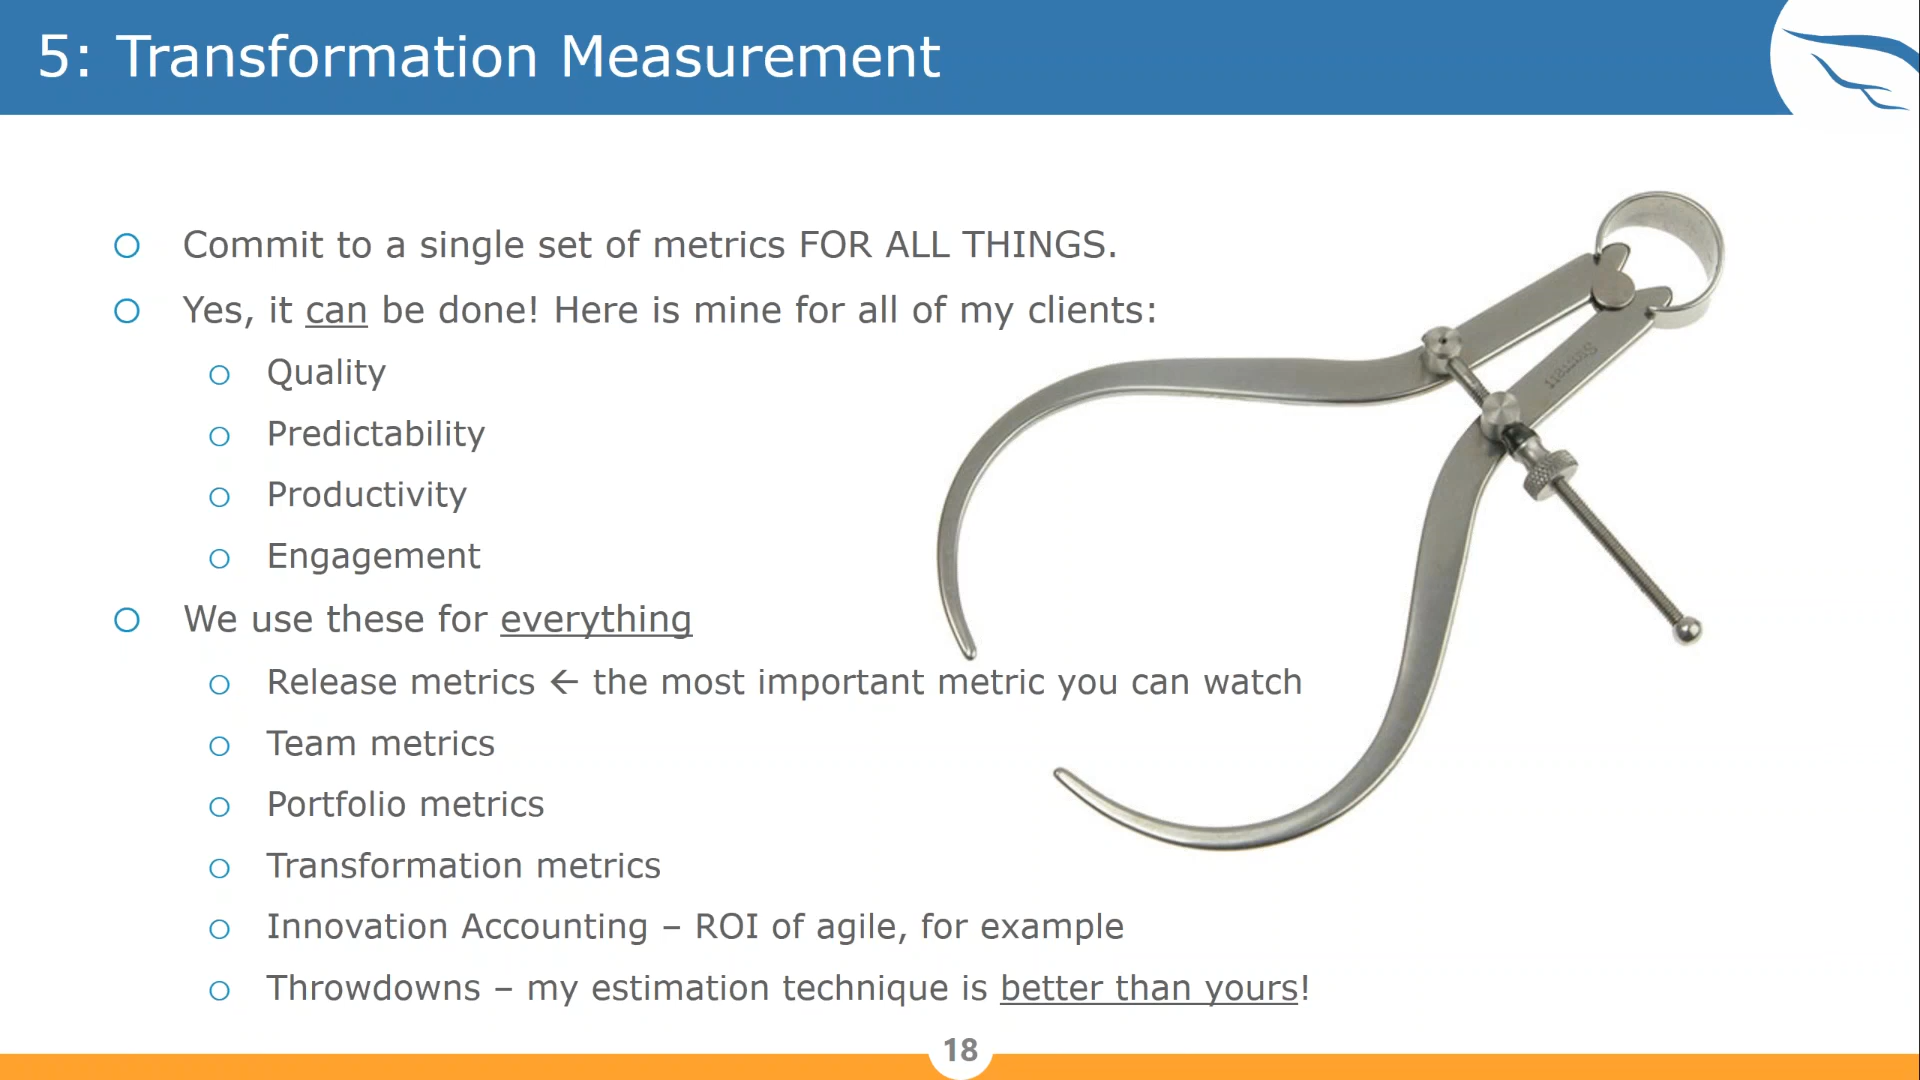 5: Transformation Measurement
Commit to a single set of metrics FOR ALL THINGS.
Yes, it can be done! Here is mine for all of my clients:
Quality
Predictability
Productivity
Engagement
We use these for everything
Release metrics ← the most important metric you can watch
Team metrics
Portfolio metrics
Transformation metrics
Innovation Accounting – ROI of agile, for example
Throwdowns – my estimation technique is better than yours!
18